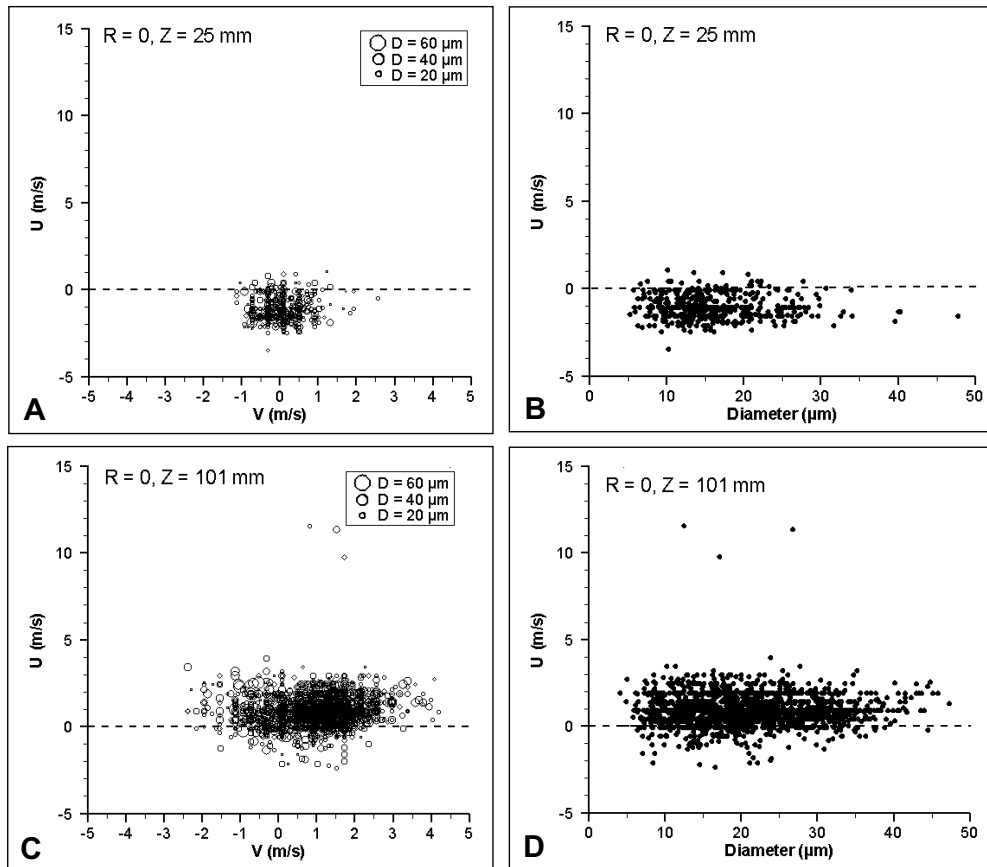 R = 0, Z = 25 mm
D = 60 µm
D = 40 µm
D = 20 µm
15
10
5
0
-5
U (m/s)
-5 -4 -3 -2 -1 0 1 2 3 4 5
V (m/s)
A
R = 0, Z = 25 mm
15
10
5
0
-5
U (m/s)
0 10 20 30 40 50
Diameter (µm)
B
R = 0, Z = 101 mm
D = 60 µm
D = 40 µm
D = 20 µm
15
10
5
0
-5
U (m/s)
-5 -4 -3 -2 -1 0 1 2 3 4 5
V (m/s)
C
R = 0, Z = 101 mm
15
10
5
0
-5
U (m/s)
0 10 20 30 40 50
Diameter (µm)
D